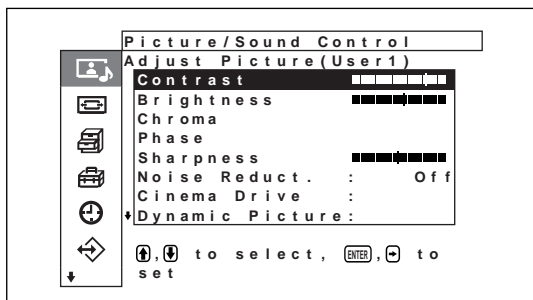 Picture/Sound Control
Adjust Picture(User1)
Contrast
Brightness
Chroma
Phase
Sharpness
Noise Reduct. : Off
Cinema Drive :
Dynamic Picture:
, to select, ENTER, to
set